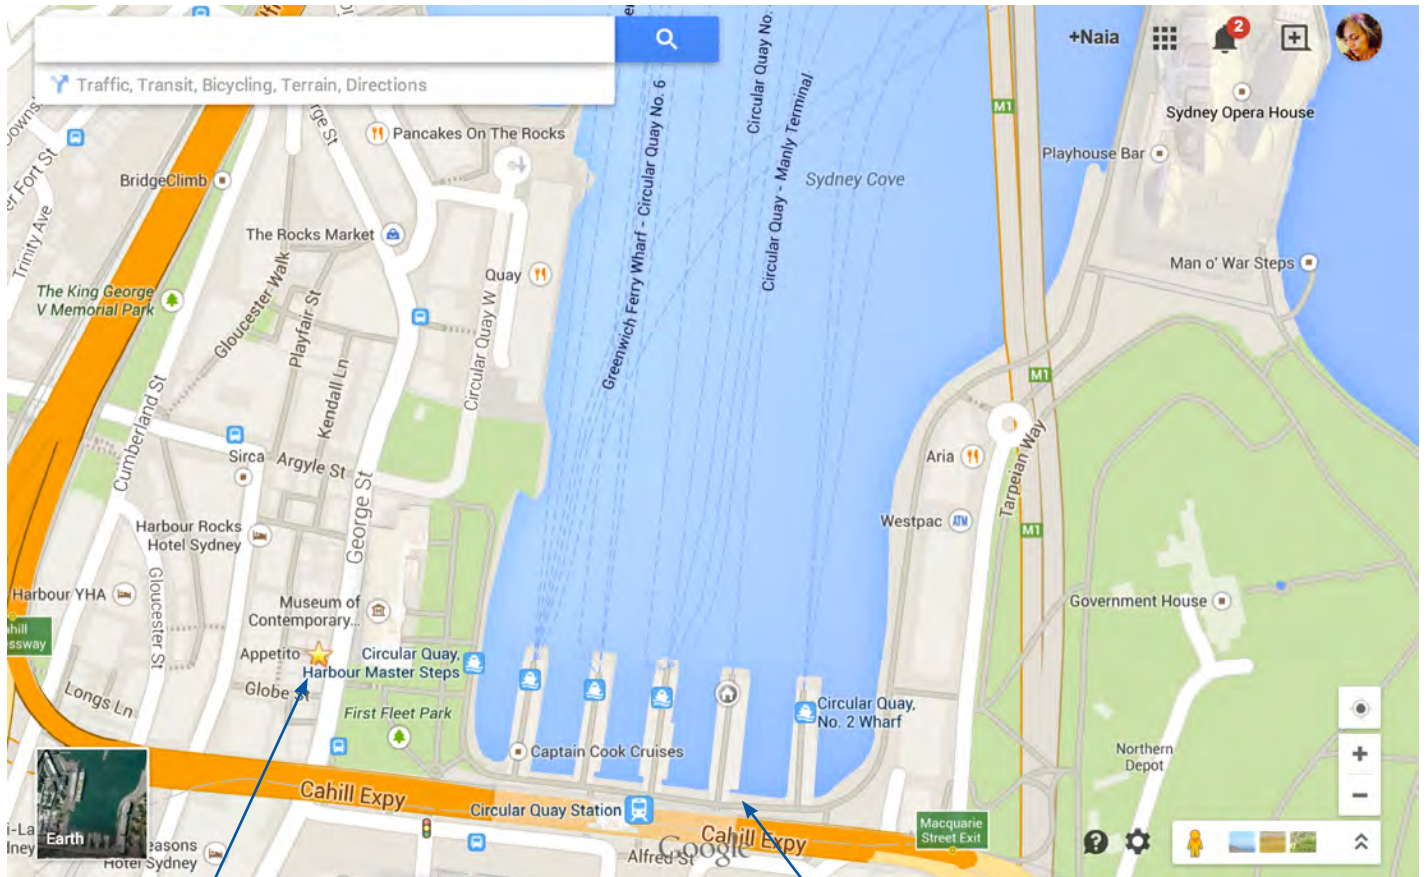 +Naia
2
Traffic, Transit, Bicycling, Terrain, Directions
Sydney Opera House
M1
Pancakes On The Rocks
Playhouse Bar
BridgeClimb
Sydney Cove
Greenwich Ferry Wharf - Circular Quay No. 6
Circular Quay No.
Circular Quay No.
Circular Quay - Manly Terminal
Trinity Ave
The Rocks Market
Quay
Man o' War Steps
The King George
V Memorial Park
Gloucester Walk
Playfair St
Kendall Ln
Circular Quay W
M1
Cumberland St
Sirca
Argyle St
George St
Aria
Tarpeian Way
Westpac
ATM
M1
Harbour Rocks
Hotel Sydney
Harbour YHA
Gloucester St
Museum of
Contemporary...
Government House
Appetito
Circular Quay,
Harbour Master Steps
Globe St
Longs Ln
First Fleet Park
Circular Quay,
No. 2 Wharf
Captain Cook Cruises
Northern
Depot
Cahill Expy
Circular Quay Station
Cahill Expy
Macquarie
Street Exit
Alfred St
Google
Earth
Hotel Sydney